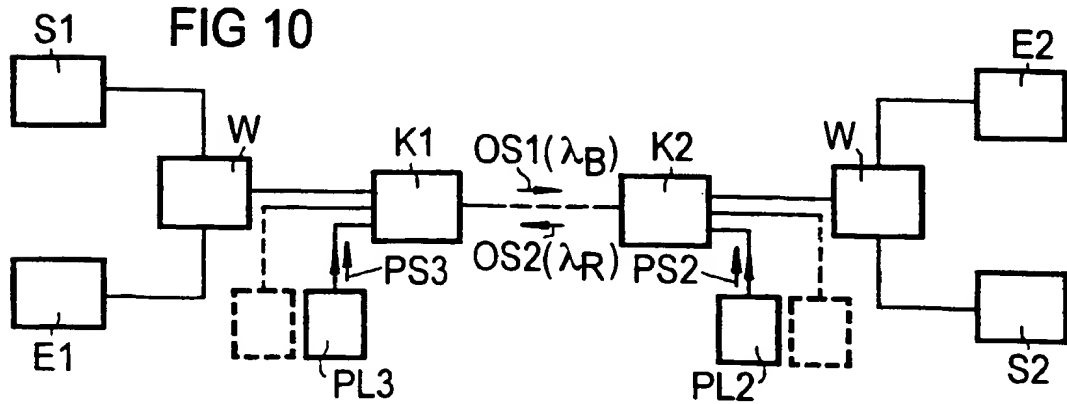 FIG 10
S1
E2
W
K1
OS1(λB)
K2
W
OS2(λR)
PS3
PS2
E1
PL3
PL2
S2